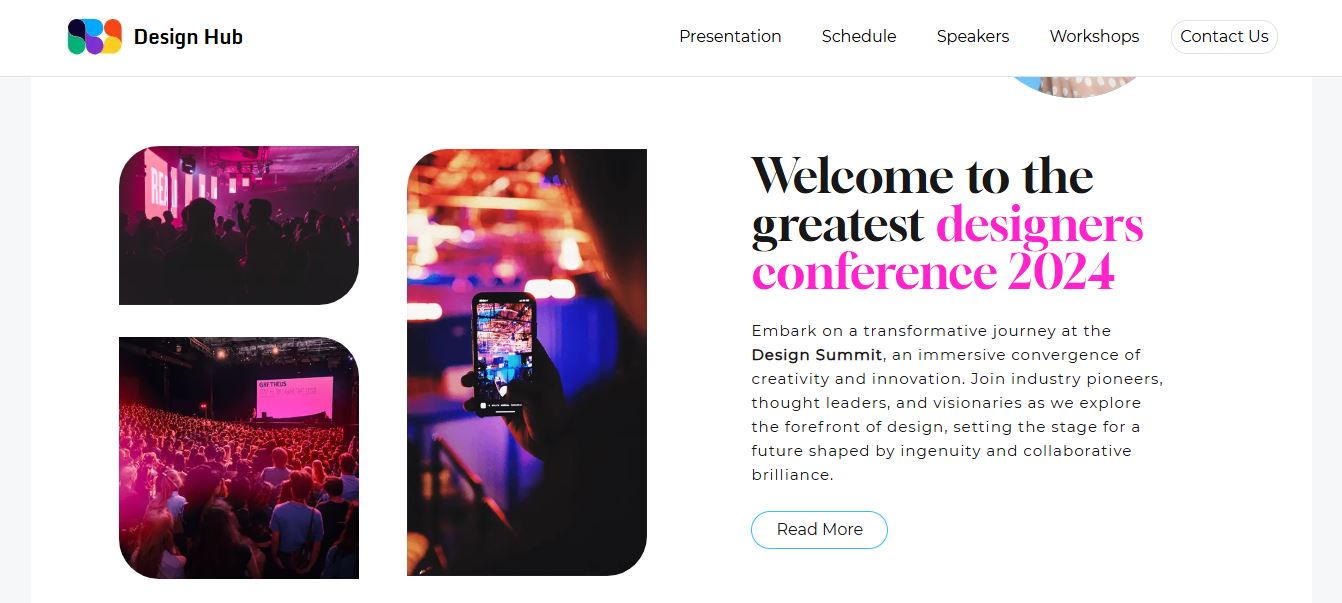 Design Hub
Presentation
Schedule
Speakers
Workshops
Contact Us
REA
Welcome to the
greatest designers
conference 2024
Embark on a transformative journey at the
Design Summit, an immersive convergence of
creativity and innovation. Join industry pioneers,
thought leaders, and visionaries as we explore
the forefront of design, setting the stage for a
future shaped by ingenuity and collaborative
brilliance.
Read More